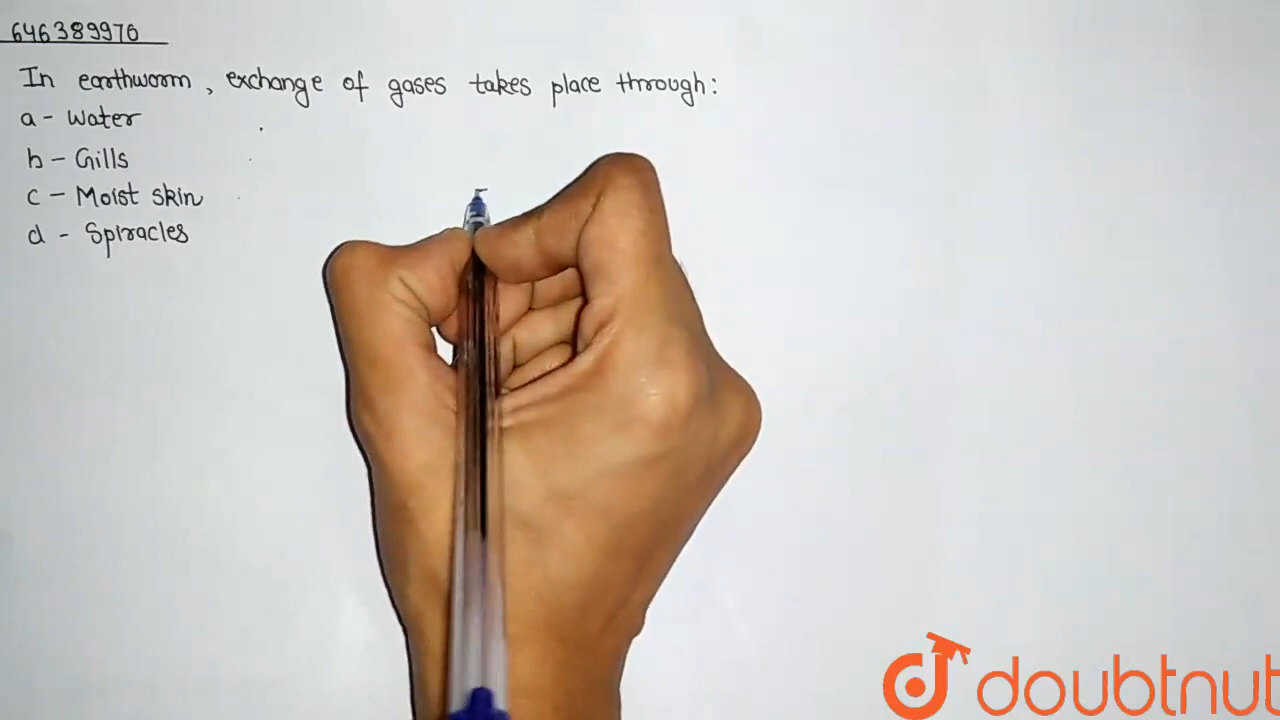 646389970
In earthworm, exchange of gases takes place through:
a - Water
b - Gills
c - Moist skin
d - Spiracles
doubtnut